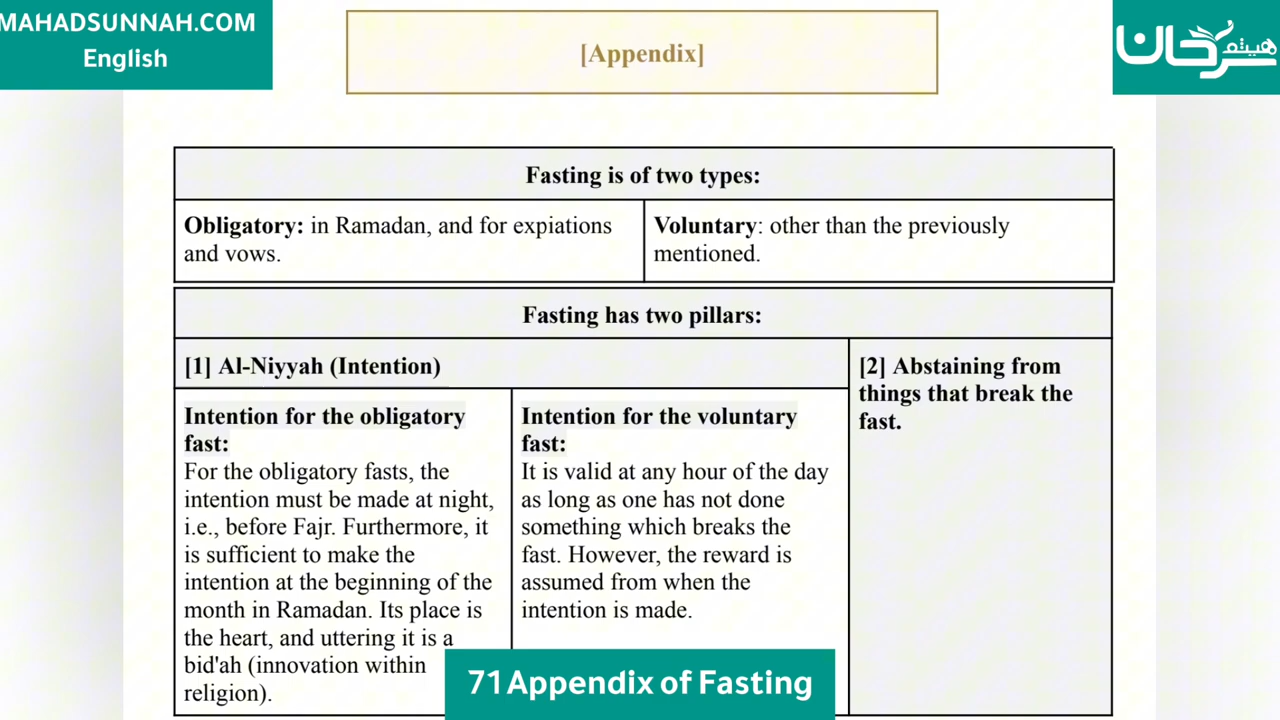 MAHADSUNNAH.COM
English
[Appendix]
هيثم
سرحان
Fasting is of two types:
Obligatory: in Ramadan, and for expiations
and vows.
Voluntary: other than the previously
mentioned.
Fasting has two pillars:
[1] Al-Niyyah (Intention)
[2] Abstaining from
things that break the
fast.
Intention for the obligatory
fast:
For the obligatory fasts, the
intention must be made at night,
i.e., before Fajr. Furthermore, it
is sufficient to make the
intention at the beginning of the
month in Ramadan. Its place is
the heart, and uttering it is a
bid'ah (innovation within
religion).
Intention for the voluntary
fast:
It is valid at any hour of the day
as long as one has not done
something which breaks the
fast. However, the reward is
assumed from when the
intention is made.
71 Appendix of Fasting